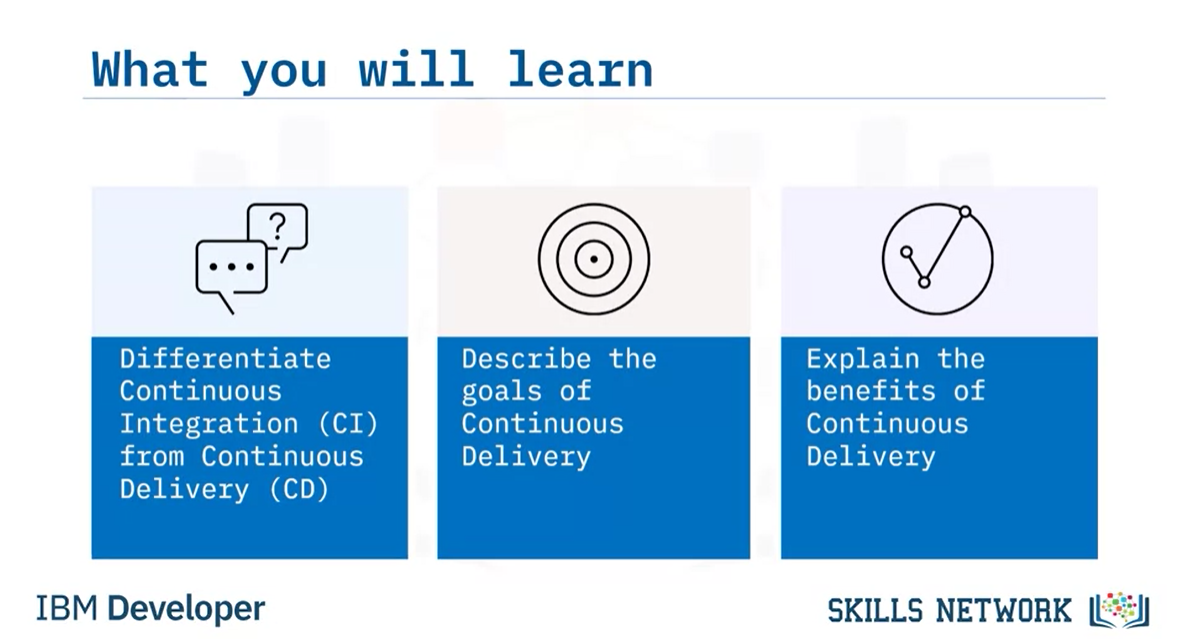 What you will learn
?
Differentiate
Continuous
Integration (CI)
from Continuous
Delivery (CD)
Describe the
goals of
Continuous
Delivery
Explain the
benefits of
Continuous
Delivery
IBM Developer
SKILLS NETWORK